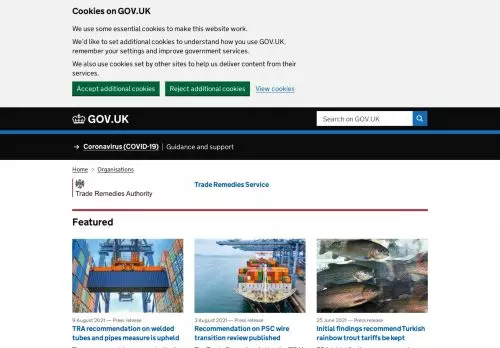 Cookies on GOV.UK
We use some essential cookies to make this website work.
We'd like to set additional cookies to understand how you use GOV.UK,
remember your settings and improve government services.
We also use cookies set by other sites to help us deliver content from their
services.
Accept additional cookies Reject additional cookies View cookies
GOV.UK Search on GOV.UK
→ Coronavirus (COVID-19) | Guidance and support
Home > Organisations
Trade Remedies Authority Trade Remedies Service
Featured
9 August 2021 — Press release
TRA recommendation on welded
tubes and pipes measure is upheld
3 August 2021 — Press release
Recommendation on PSC wire
transition review published
25 June 2021 — Press release
Initial findings recommend Turkish
rainbow trout tariffs be kept